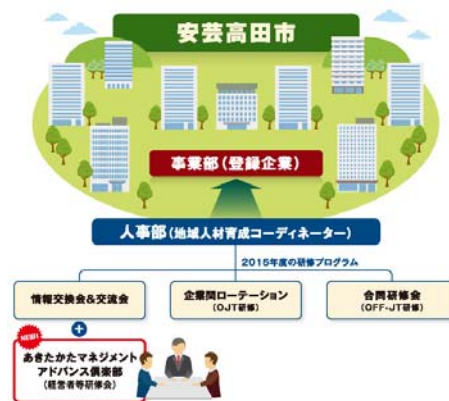 安芸高田市
事業部(登録企業)
人事部(地域人材育成コーディネーター)
2015年度の研修プログラム
情報交換会&交流会
企業間ローテーション
(OJT研修)
合同研修会
(OFF-JT研修)
+
NEW!
あきたかたマネジメント
アドバンス倶楽部
(経営者等研修会)